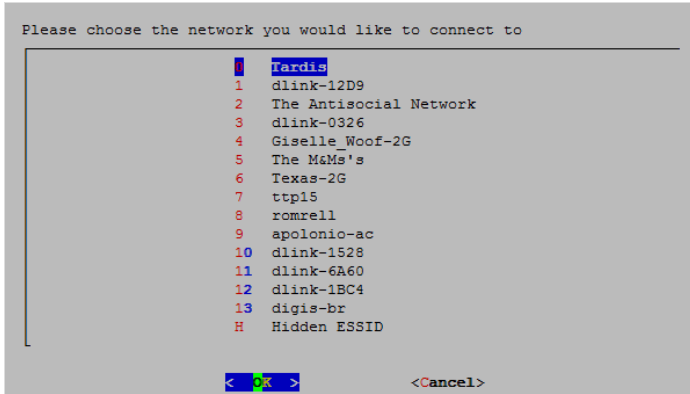 Please choose the network you would like to connect to
0 Tardis
1 dlink-12D9
2 The Antisocial Network
3 dlink-0326
4 Giselle_Woof-2G
5 The M&Ms's
6 Texas-2G
7 ttp15
8 romrell
9 apolonio-ac
10 dlink-1528
11 dlink-6A60
12 dlink-1BC4
13 digis-br
H Hidden ESSID
< OK > <Cancel>